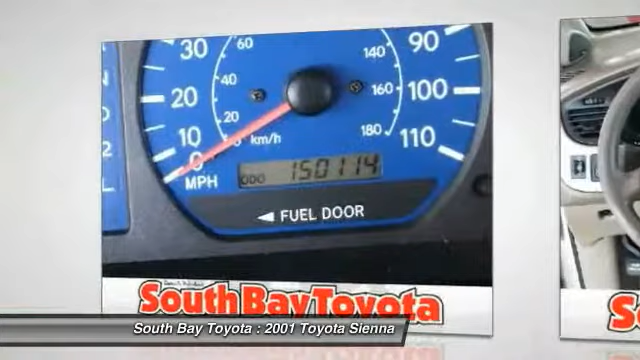 30
60
140
90
20
40
160
100
10
20
180
110
0
km/h
MPH
ODO 150114
FUEL DOOR
South Bay Toyota
South Bay Toyota : 2001 Toyota Sienna